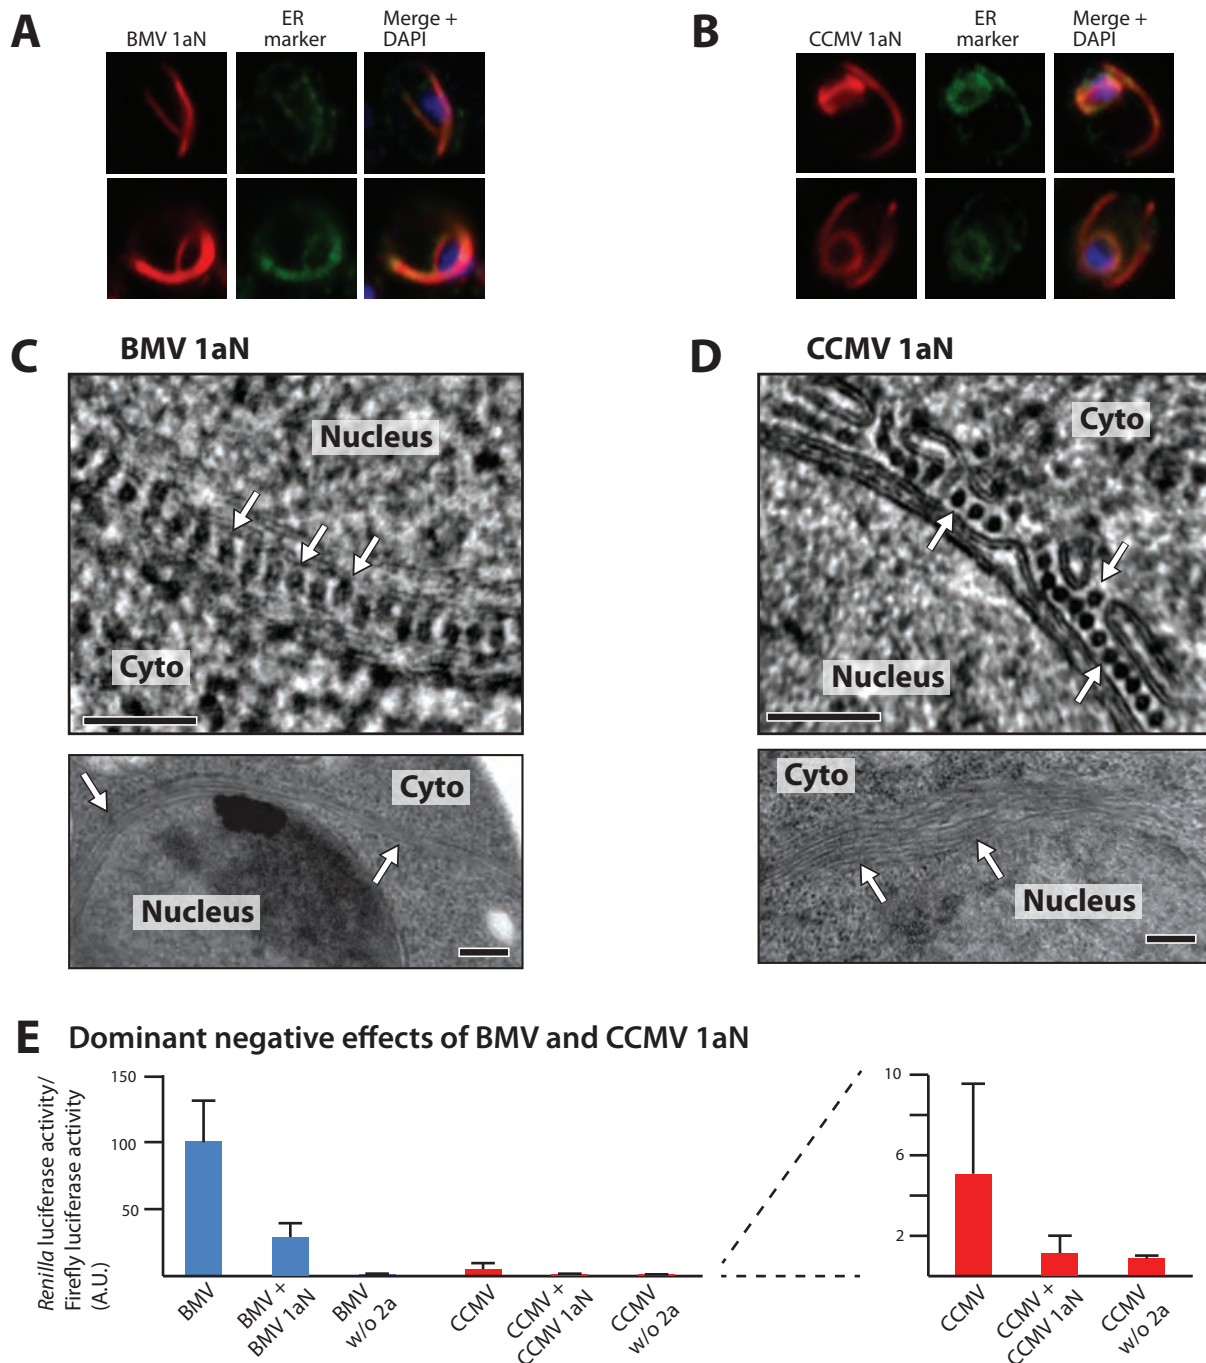 A
BMV 1aN
ER
marker
Merge +
DAPI
B
CCMV 1aN
ER
marker
Merge +
DAPI
C
BMV 1aN
Nucleus
Cyto
Cyto
Nucleus
D
CCMV 1aN
Cyto
Nucleus
Cyto
Nucleus
E Dominant negative effects of BMV and CCMV 1aN
Renilla luciferase activity/
Firefly luciferase activity
(A.U.)
150
100
50
BMV
BMV +
BMV 1aN
BMV
w/o 2a
CCMV
CCMV +
CCMV 1aN
CCMV
w/o 2a
10
6
2
CCMV
CCMV +
CCMV 1aN
CCMV
w/o 2a